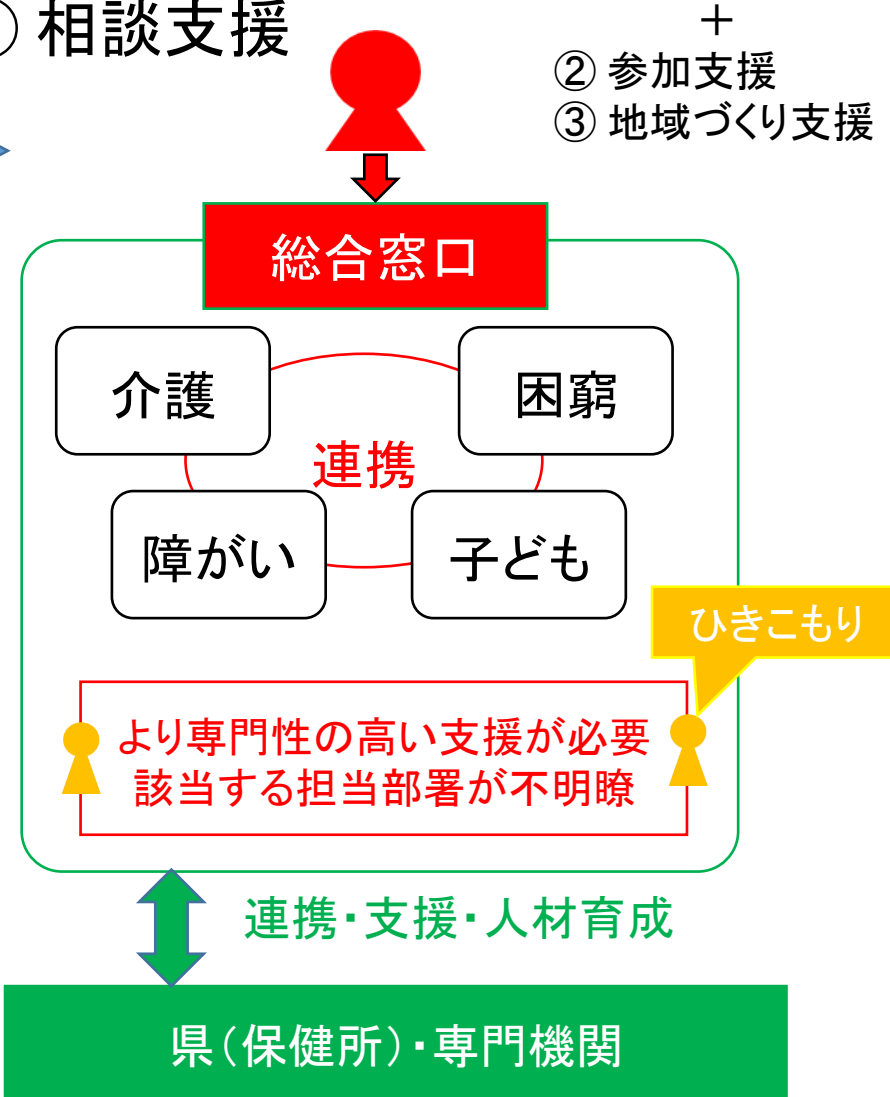 相談支援
＋
② 参加支援
③ 地域づくり支援
総合窓口
介護
困窮
連携
障がい
子ども
ひきこもり
より専門性の高い支援が必要
該当する担当部署が不明瞭
連携・支援・人材育成
県（保健所）・専門機関